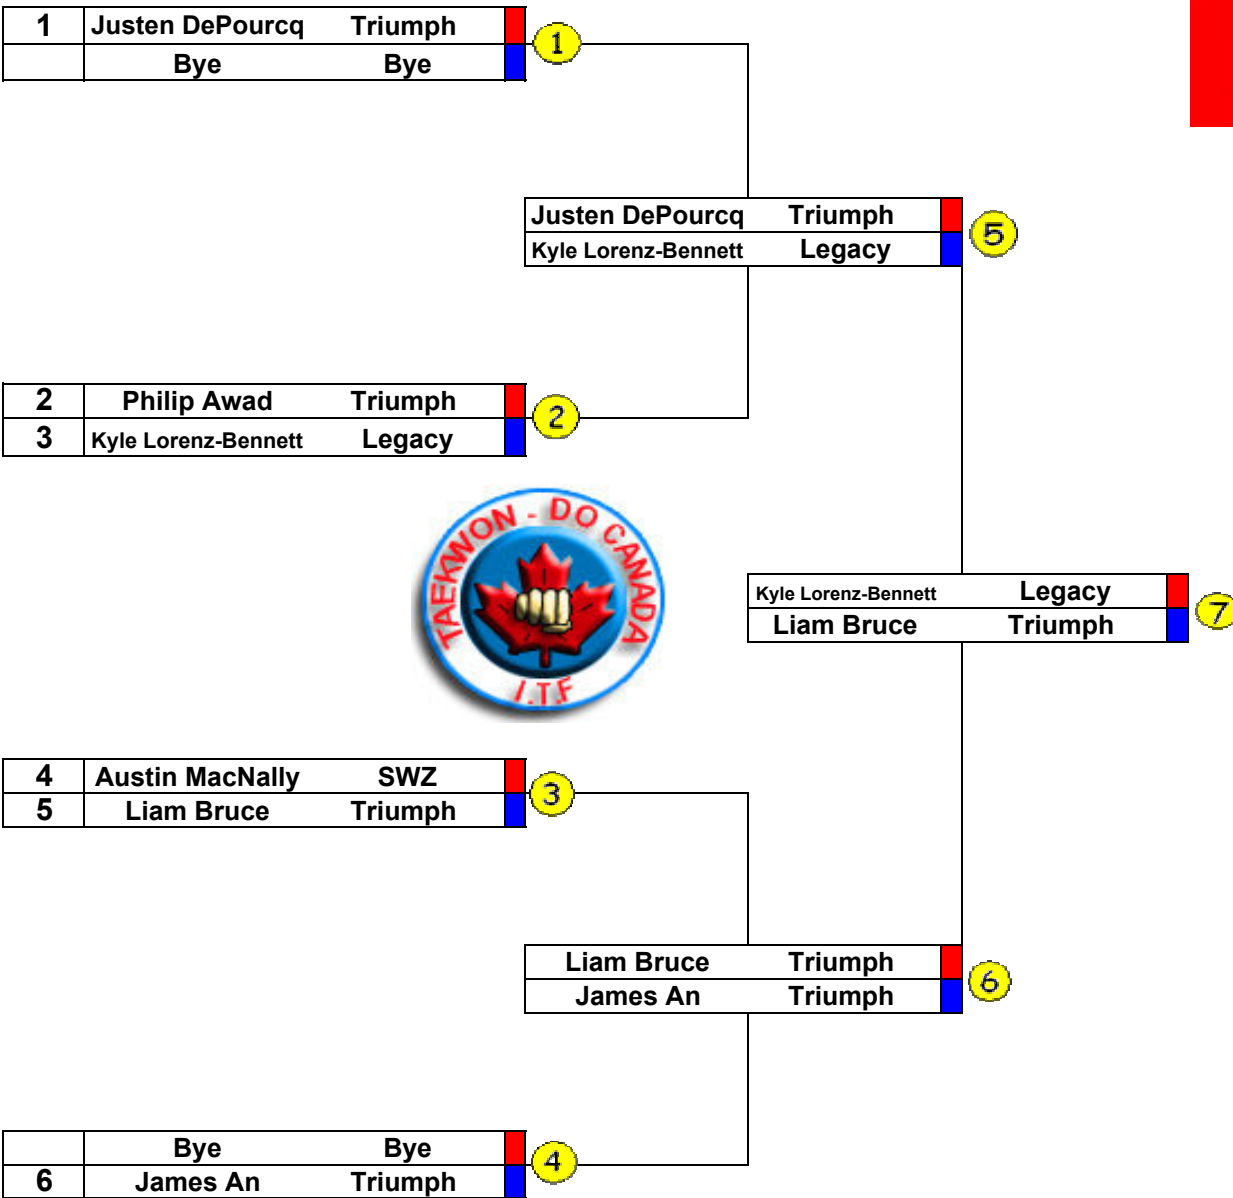 1 Justen DePourcq Triumph
1
Bye Bye
Justen DePourcq Triumph
5
Kyle Lorenz-Bennett Legacy
2 Philip Awad Triumph
2
3 Kyle Lorenz-Bennett Legacy
TAEKWON - DO CANADA
I.T.F
Kyle Lorenz-Bennett Legacy
7
Liam Bruce Triumph
4 Austin MacNally SWZ
3
5 Liam Bruce Triumph
Liam Bruce Triumph
6
James An Triumph
Bye Bye
4
6 James An Triumph